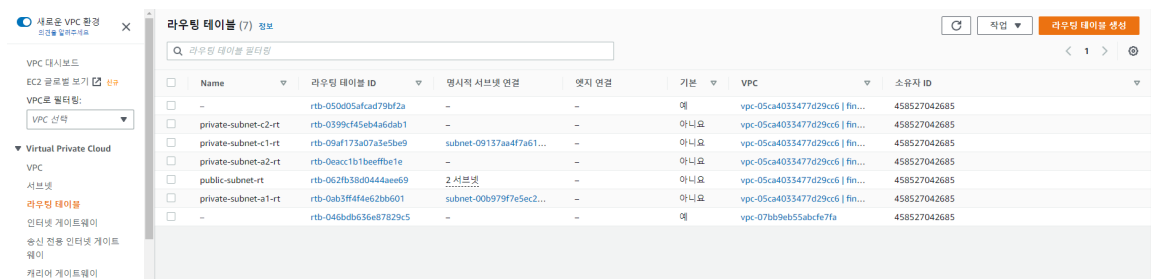 새로운 VPC 환경
의견을 알려주세요
VPC 대시보드
EC2 글로벌 보기 신규
VPC로 필터링:
VPC 선택
Virtual Private Cloud
VPC
서브넷
라우팅 테이블
인터넷 게이트웨이
송신 전용 인터넷 게이트
웨이
캐리어 게이트웨이
라우팅 테이블 (7) 정보
작업
라우팅 테이블 생성
라우팅 테이블 필터링
1
Name 라우팅 테이블 ID 명시적 서브넷 연결 엣지 연결 기본 VPC 소유자 ID
– rtb-050d05afcad79bf2a – – 예 vpc-05ca4033477d29cc6 | fin... 458527042685
private-subnet-c2-rt rtb-0399cf45eb4a6dab1 – – 아니요 vpc-05ca4033477d29cc6 | fin... 458527042685
private-subnet-c1-rt rtb-09af173a07a3e5be9 subnet-09137aa4f7a61... – 아니요 vpc-05ca4033477d29cc6 | fin... 458527042685
private-subnet-a2-rt rtb-0eacc1b1beeffbe1e – – 아니요 vpc-05ca4033477d29cc6 | fin... 458527042685
public-subnet-rt rtb-062fb38d0444aee69 2 서브넷 – 아니요 vpc-05ca4033477d29cc6 | fin... 458527042685
private-subnet-a1-rt rtb-0ab3ff4f4e62bb601 subnet-00b979f7e5ec2... – 아니요 vpc-05ca4033477d29cc6 | fin... 458527042685
– rtb-046bdb636e87829c5 – – 예 vpc-07bb9eb55abcfe7fa 458527042685